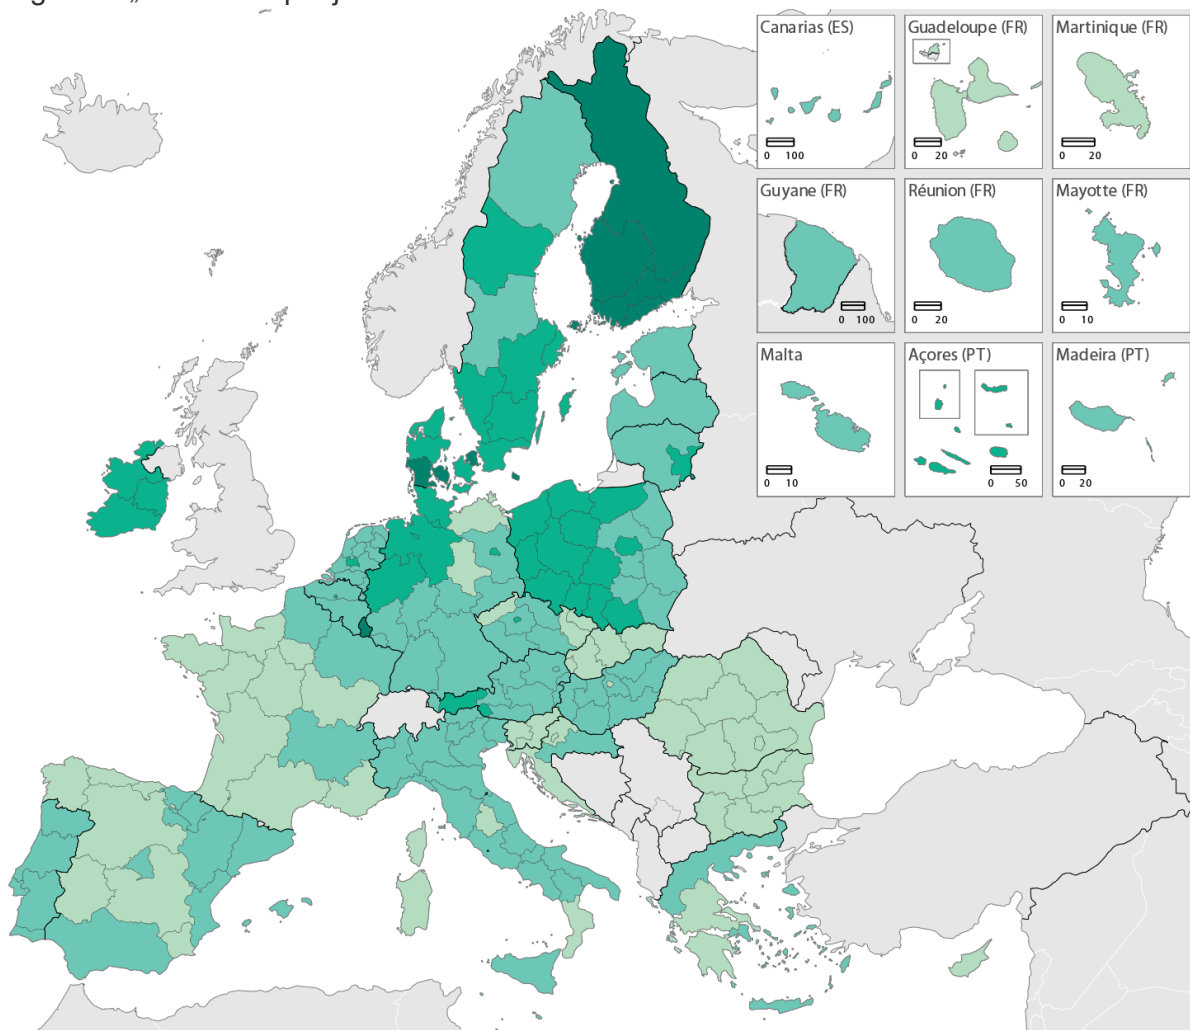 Canarias (ES)
0 100
Guadeloupe (FR)
0 20
Martinique (FR)
0 20
Guyane (FR)
0 100
Réunion (FR)
0 20
Mayotte (FR)
0 10
Malta
0 10
Açores (PT)
0 50
Madeira (PT)
0 20